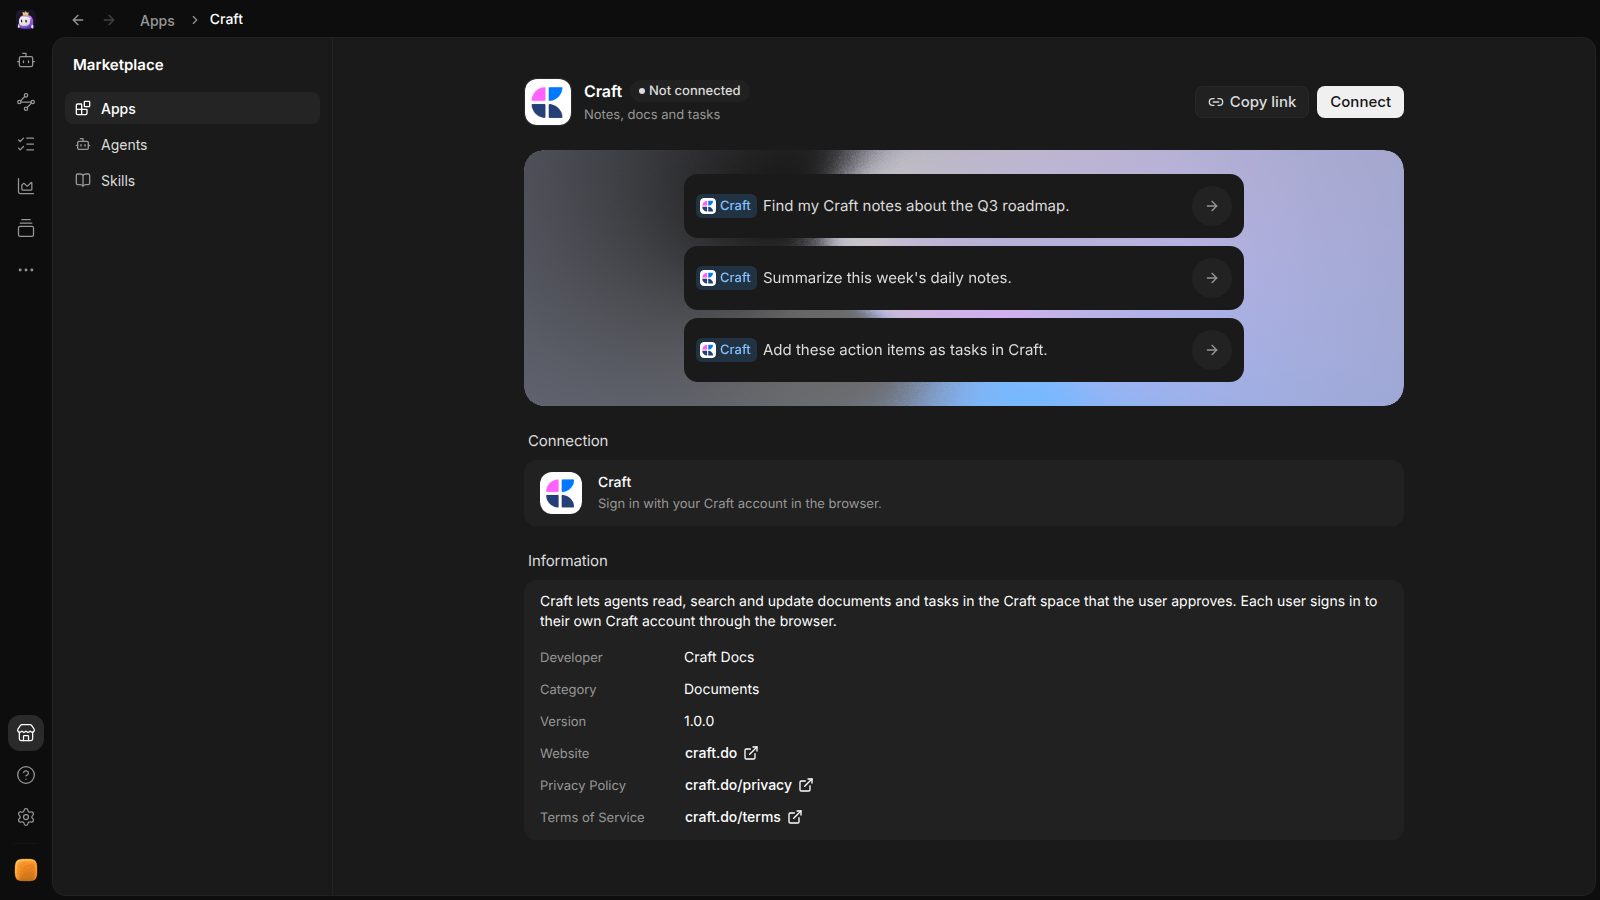 Apps > Craft
Marketplace
Apps
Agents
Skills
Craft
Not connected
Notes, docs and tasks
Copy link
Connect
Craft Find my Craft notes about the Q3 roadmap.
Craft Summarize this week's daily notes.
Craft Add these action items as tasks in Craft.
Connection
Craft
Sign in with your Craft account in the browser.
Information
Craft lets agents read, search and update documents and tasks in the Craft space that the user approves. Each user signs in to
their own Craft account through the browser.
Developer Craft Docs
Category Documents
Version 1.0.0
Website craft.do
Privacy Policy craft.do/privacy
Terms of Service craft.do/terms